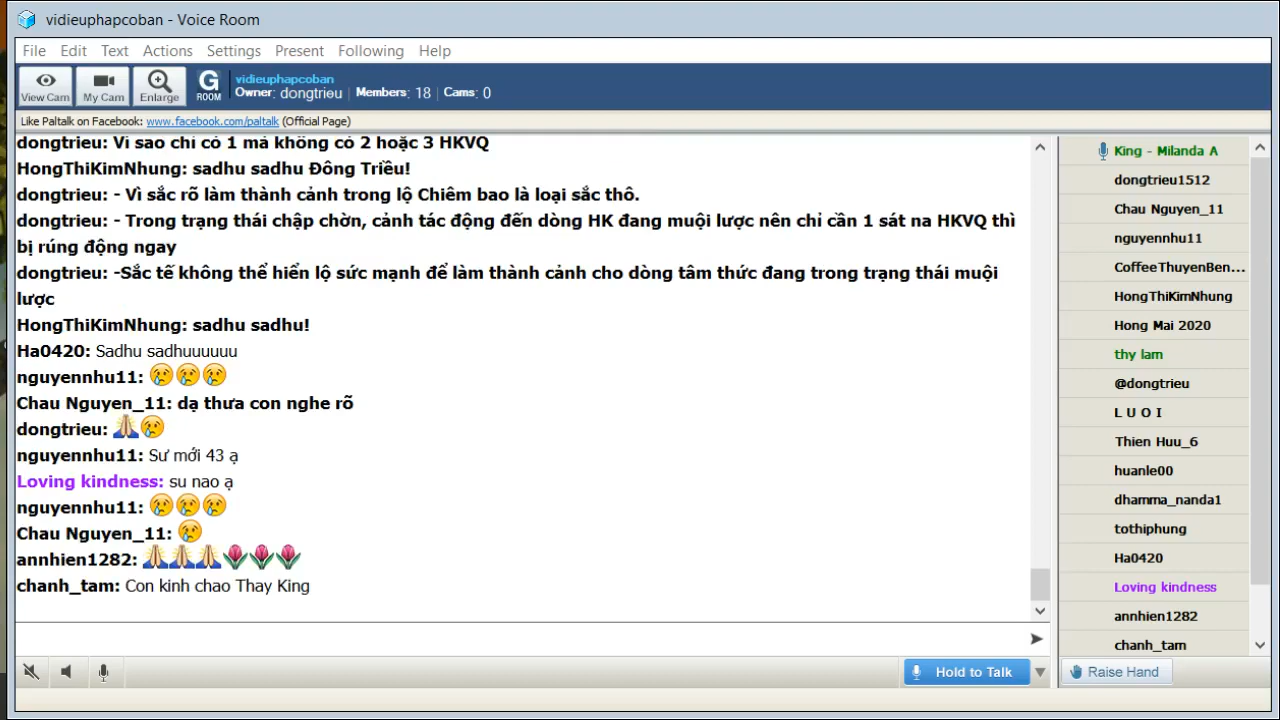 vidieuphapcoban - Voice Room
File Edit Text Actions Settings Present Following Help
View Cam
My Cam
Enlarge
G
ROOM
vidieuphapcoban
Owner: dongtrieu | Members: 18 | Cams: 0
Like Paltalk on Facebook: www.facebook.com/paltalk (Official Page)
dongtrieu: Vì sao chỉ có 1 mà không có 2 hoặc 3 HKVQ
HongThiKimNhung: sadhu sadhu Đông Triều!
dongtrieu: - Vì sắc rõ làm thành cảnh trong lộ Chiêm bao là loại sắc thô.
dongtrieu: - Trong trạng thái chập chờn, cảnh tác động đến dòng HK đang muội lược nên chỉ cần 1 sát na HKVQ thì
bị rúng động ngay
dongtrieu: -Sắc tế không thể hiển lộ sức mạnh để làm thành cảnh cho dòng tâm thức đang trong trạng thái muội
lược
HongThiKimNhung: sadhu sadhu!
Ha0420: Sadhu sadhuuuuuu
nguyennhu11: 😢😢😢
Chau Nguyen_11: dạ thưa con nghe rõ
dongtrieu: 🙏😢
nguyennhu11: Sư mới 43 ạ
Loving kindness: su nao ạ
nguyennhu11: 😢😢😢
Chau Nguyen_11: 😢
annhien1282: 🙏🙏🙏🌷🌷🌷
chanh_tam: Con kinh chao Thay King
King - Milanda A
dongtrieu1512
Chau Nguyen_11
nguyennhu11
CoffeeThuyenBen...
HongThiKimNhung
Hong Mai 2020
thy lam
@dongtrieu
L U O I
Thien Huu_6
huanle00
dhamma_nanda1
tothiphung
Ha0420
Loving kindness
annhien1282
chanh_tam
Hold to Talk
Raise Hand